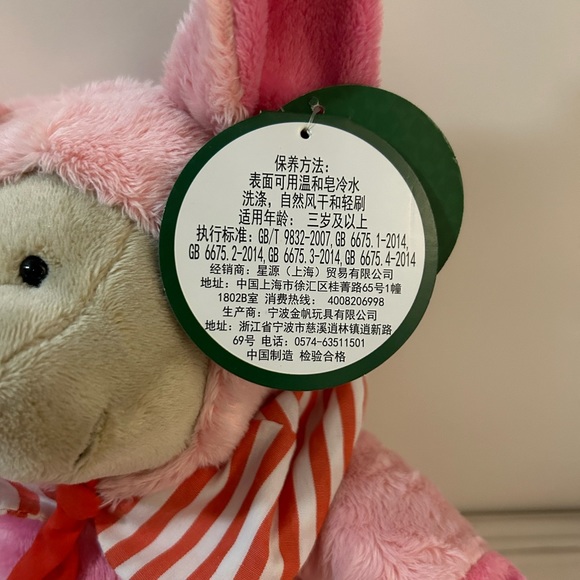 保养方法：
表面可用温和皂冷水
洗涤，自然风干和轻刷
适用年龄： 三岁及以上
执行标准：GB/T 9832-2007,GB 6675.1-2014,
GB 6675.2-2014,GB 6675.3-2014,GB 6675.4-2014
经销商：星源（上海）贸易有限公司
地址：中国上海市徐汇区桂菁路65号1幢
1802B室 消费热线： 4008206998
生产商：宁波金帆玩具有限公司
地址：浙江省宁波市慈溪逍林镇逍新路
69号 电话：0574-63511501
中国制造 检验合格